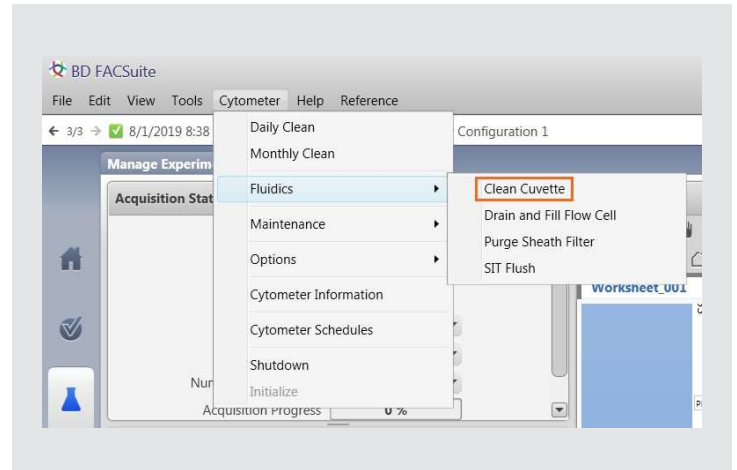 BD FACSuite
File Edit View Tools Cytometer Help Reference
3/3 8/1/2019 8:38 Configuration 1
Daily Clean
Monthly Clean
Manage Experim
Acquisition Stat
Fluidics
Maintenance
Options
Cytometer Information
Cytometer Schedules
Shutdown
Initialize
Clean Cuvette
Drain and Fill Flow Cell
Purge Sheath Filter
SIT Flush
Worksheet_001
Acquisition Progress 0 %